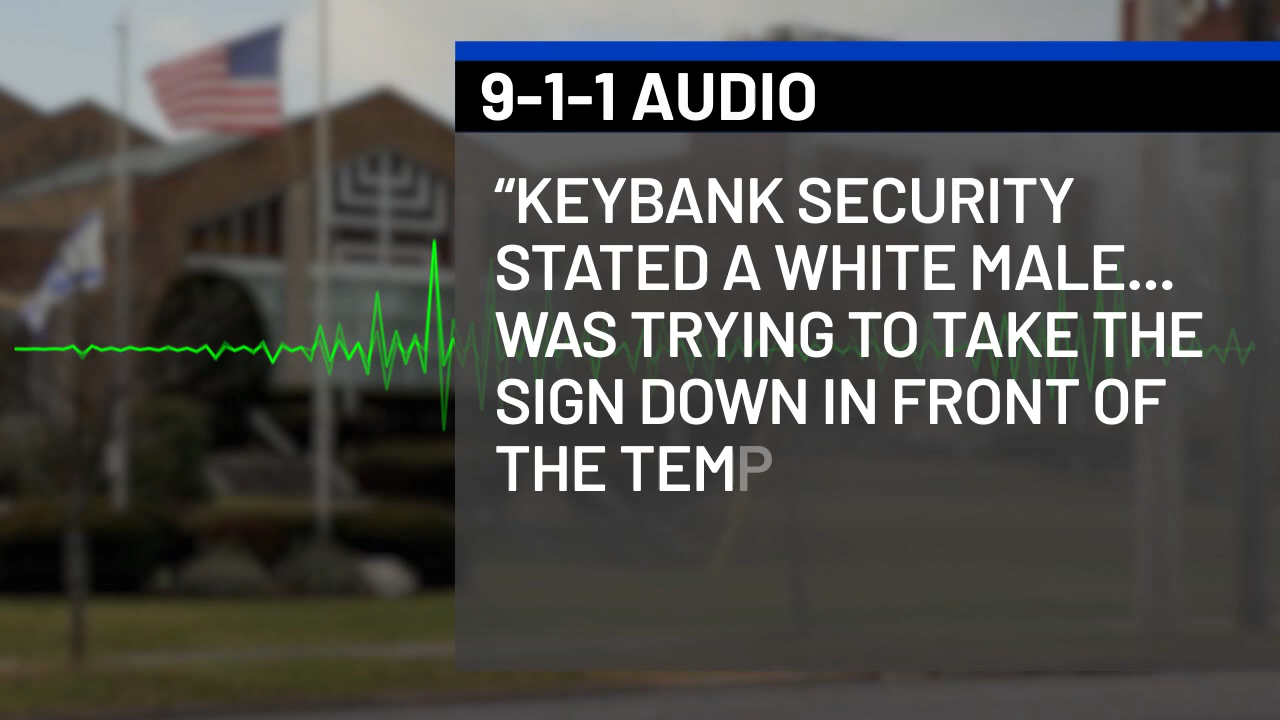 9-1-1 AUDIO
“KEYBANK SECURITY
STATED A WHITE MALE...
WAS TRYING TO TAKE THE
SIGN DOWN IN FRONT OF
THE TEMP